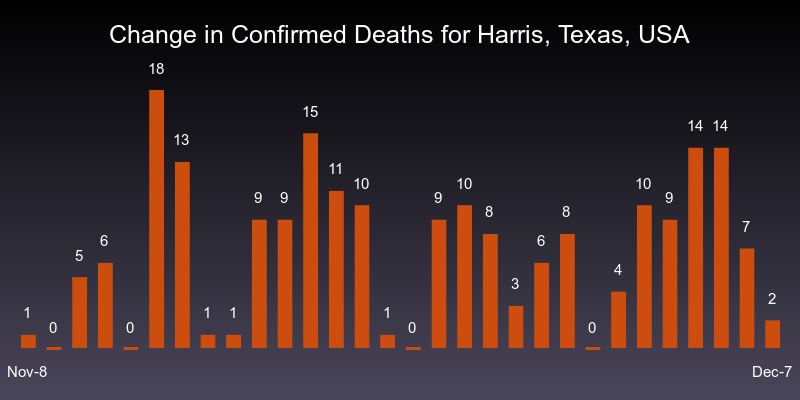 Change in Confirmed Deaths for Harris, Texas, USA
1 0 5 6 0 18 13 1 1 9 9 15 11 10 1 0 9 10 8 3 6 8 0 4 10 9 14 14 7 2
Nov-8 Dec-7